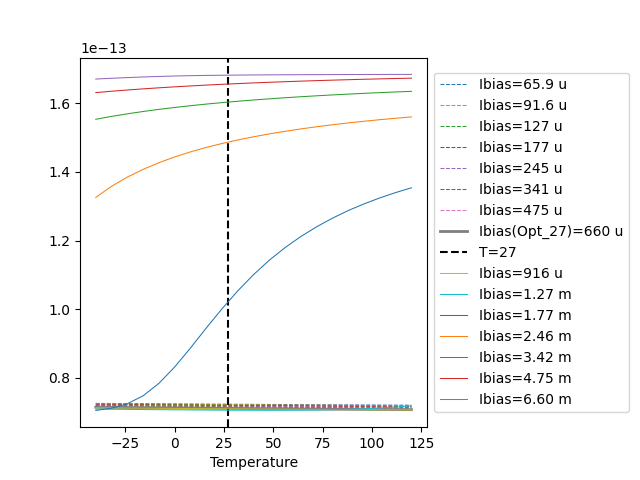 1e−13
1.6
1.4
1.2
1.0
0.8
−25
0
25
50
75
100
125
Temperature
Ibias=65.9 u
Ibias=91.6 u
Ibias=127 u
Ibias=177 u
Ibias=245 u
Ibias=341 u
Ibias=475 u
Ibias(Opt_27)=660 u
T=27
Ibias=916 u
Ibias=1.27 m
Ibias=1.77 m
Ibias=2.46 m
Ibias=3.42 m
Ibias=4.75 m
Ibias=6.60 m